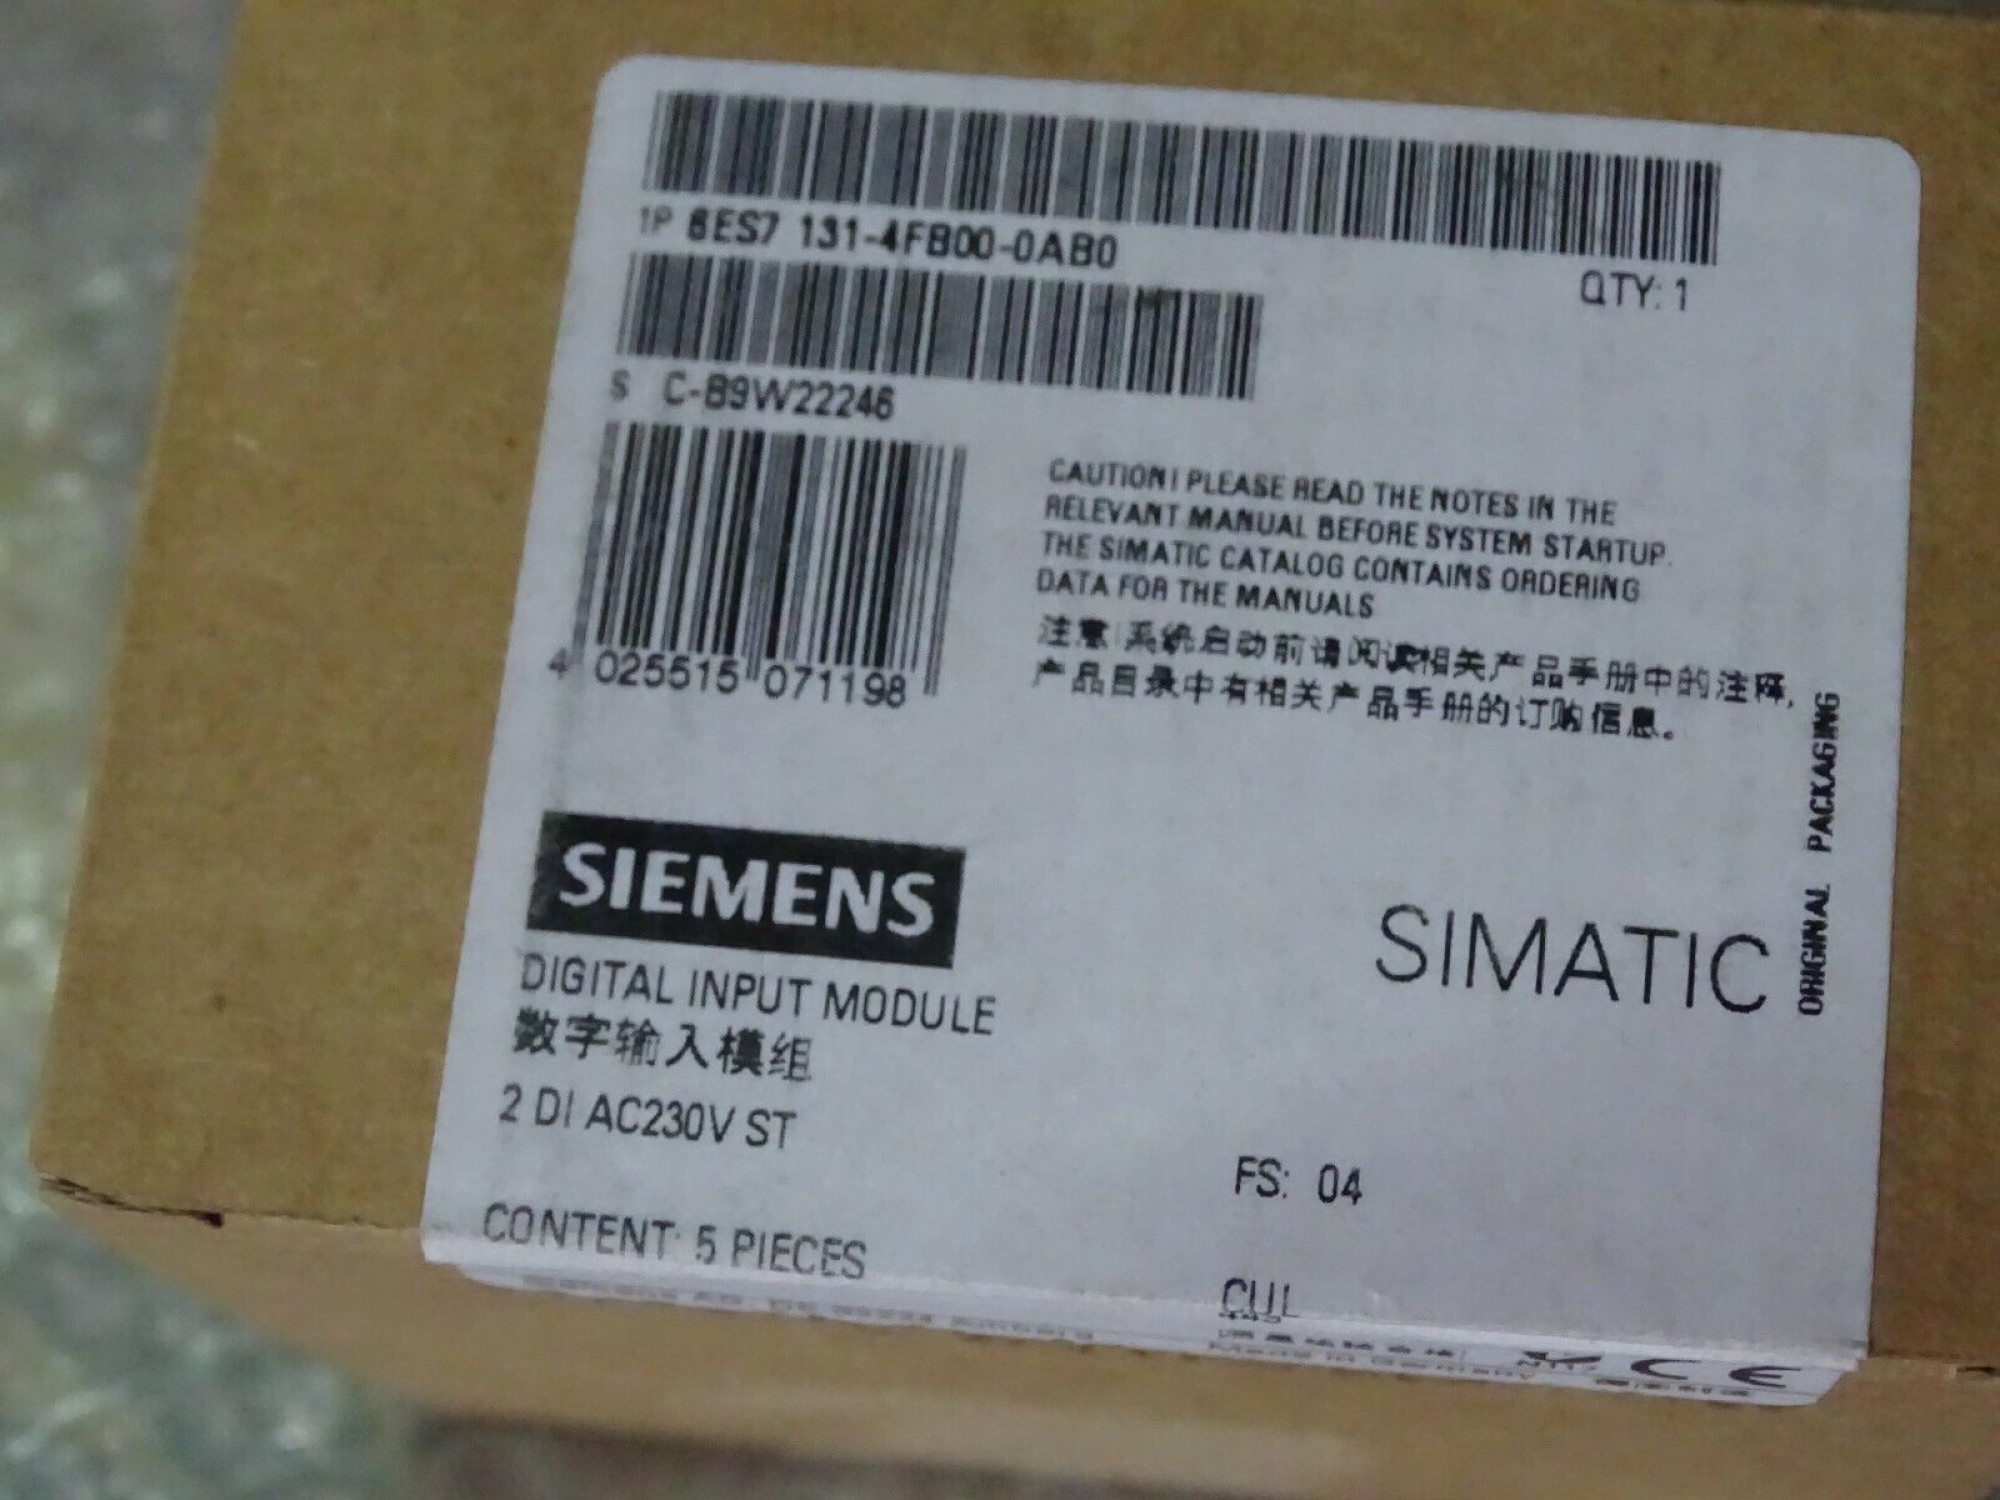 1P 6ES7 131-4FB00-0AB0
QTY: 1
S C-B9W22246
4 025515 071198
CAUTION! PLEASE READ THE NOTES IN THE
RELEVANT MANUAL BEFORE SYSTEM STARTUP.
THE SIMATIC CATALOG CONTAINS ORDERING
DATA FOR THE MANUALS
注意!系统启动前请阅读相关产品手册中的注释,
产品目录中有相关产品手册的订购信息。
ORIGINAL PACKAGING
SIEMENS
SIMATIC
DIGITAL INPUT MODULE
数字输入模组
2 DI AC230V ST
FS: 04
CONTENT: 5 PIECES
Made in Germany
CE